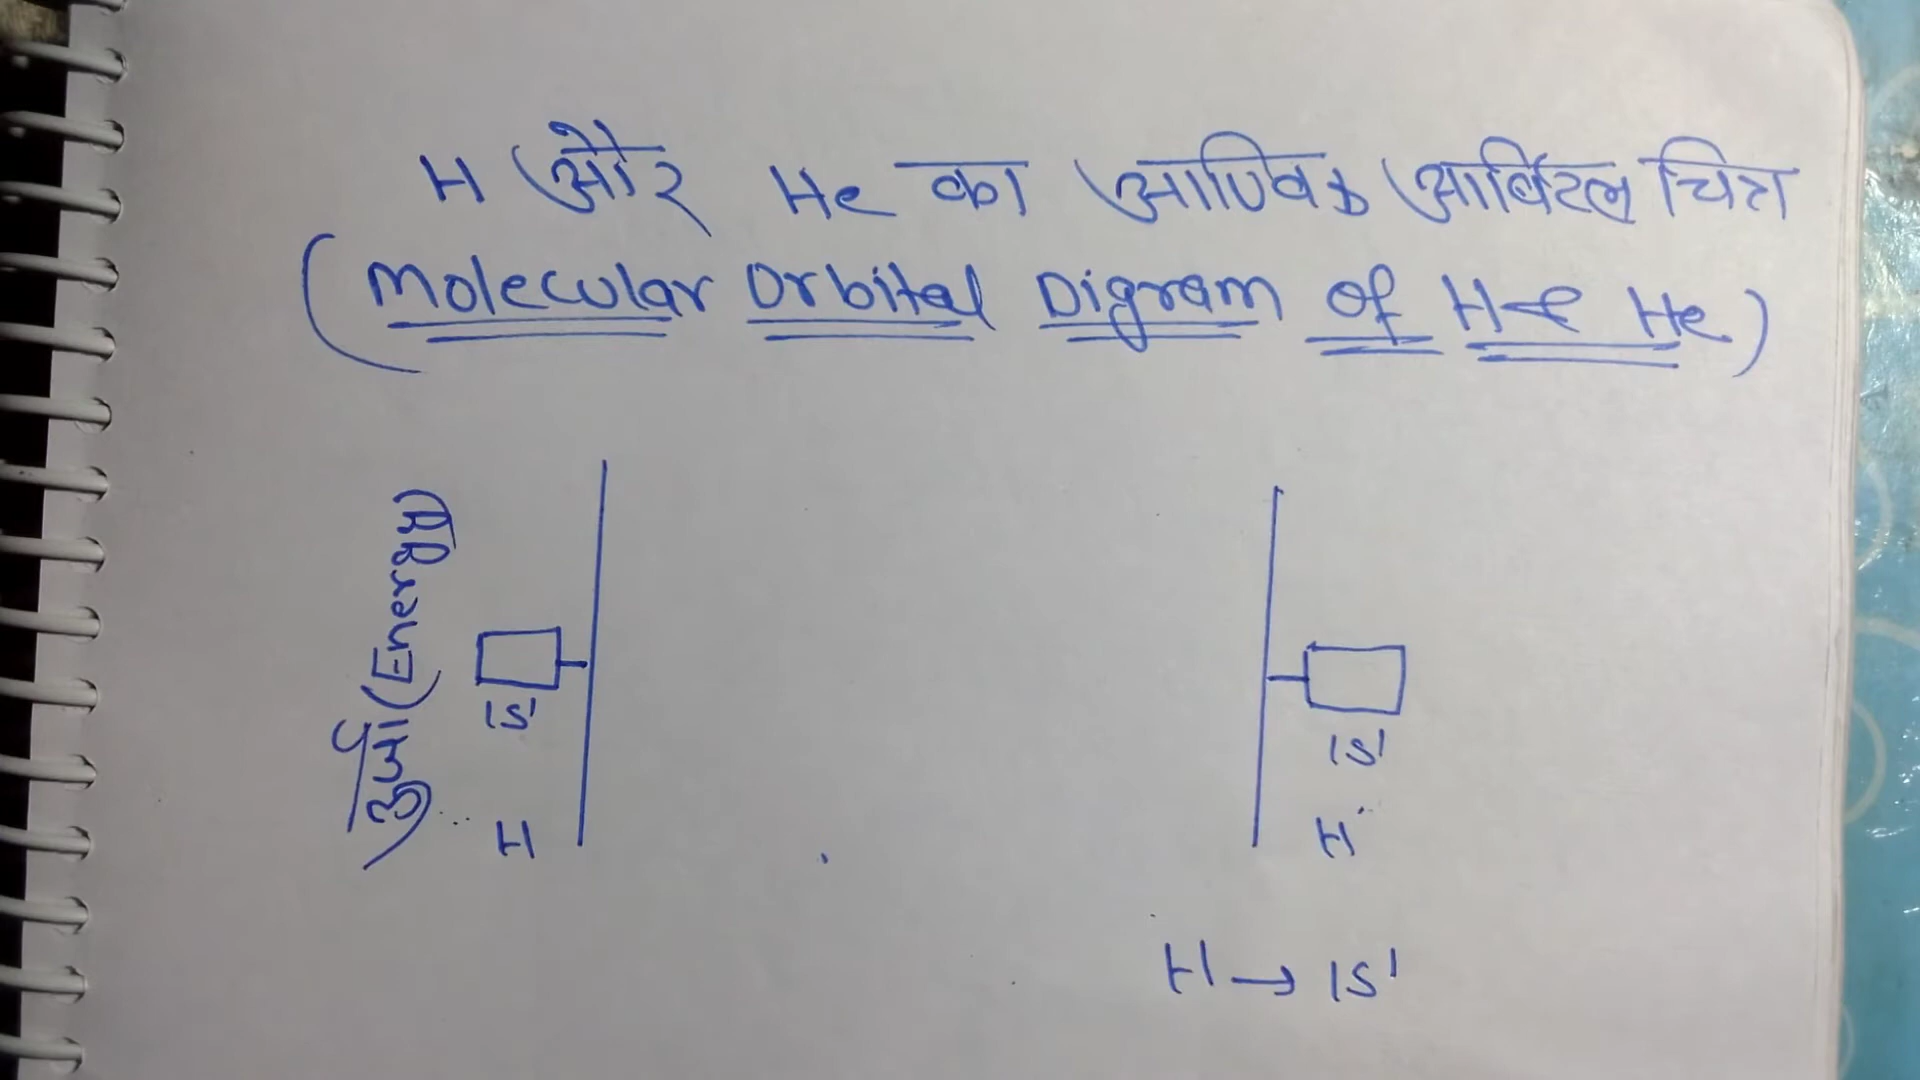 H और He का आण्विक आर्बिटल चित्र
(Molecular Orbital Digram of H & He)
ऊर्जा (Energy)
1S¹
H
1S¹
H
H → 1S¹